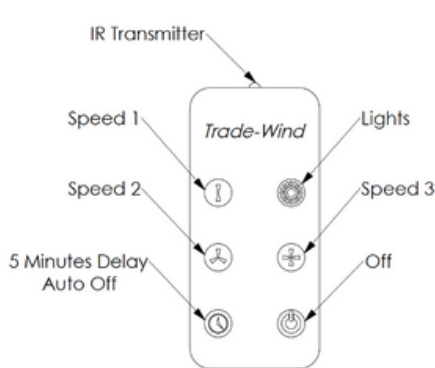 IR Transmitter
Speed 1
Trade-Wind
Lights
Speed 2
Speed 3
5 Minutes Delay
Auto Off
Off